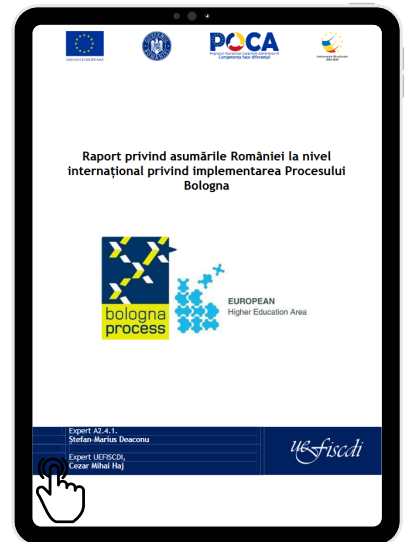 UNIUNEA EUROPEANĂ
POCA
Competența face diferența!
Raport privind asumările României la nivel
internațional privind implementarea Procesului
Bologna
bologna
process
EUROPEAN
Higher Education Area
Expert A2.4.1.
Ștefan-Marius Deaconu
Expert UEFISCDI,
Cezar Mihai Haj
uefiscdi